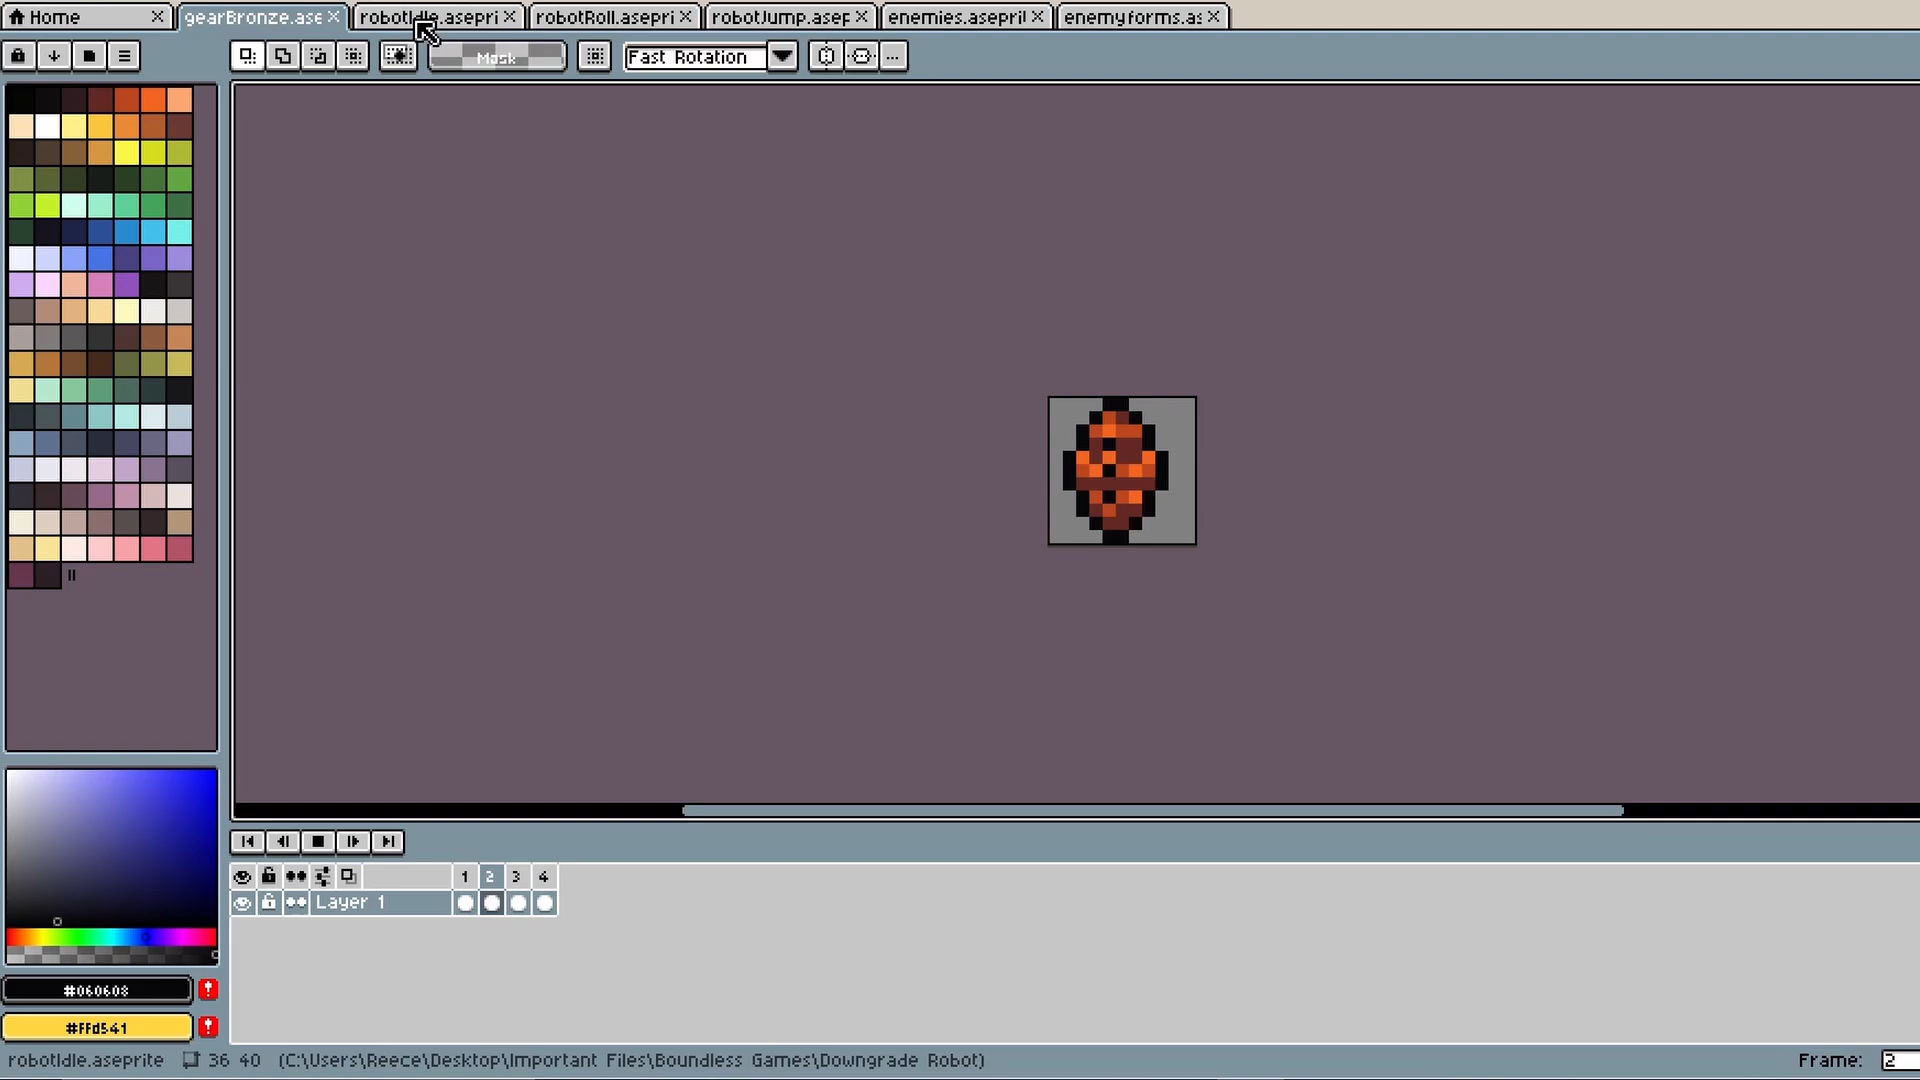 Home
gearBronze.ase
robotIdle.asepri
robotRoll.asepri
robotJump.asep
enemies.asepril
enemyforms.as
Mask
Fast Rotation
...
1 2 3 4
Layer 1
#060608
#ffd541
robotIdle.aseprite 36 40 (C:\Users\Reece\Desktop\Important Files\Boundless Games\Downgrade Robot)
Frame: 2